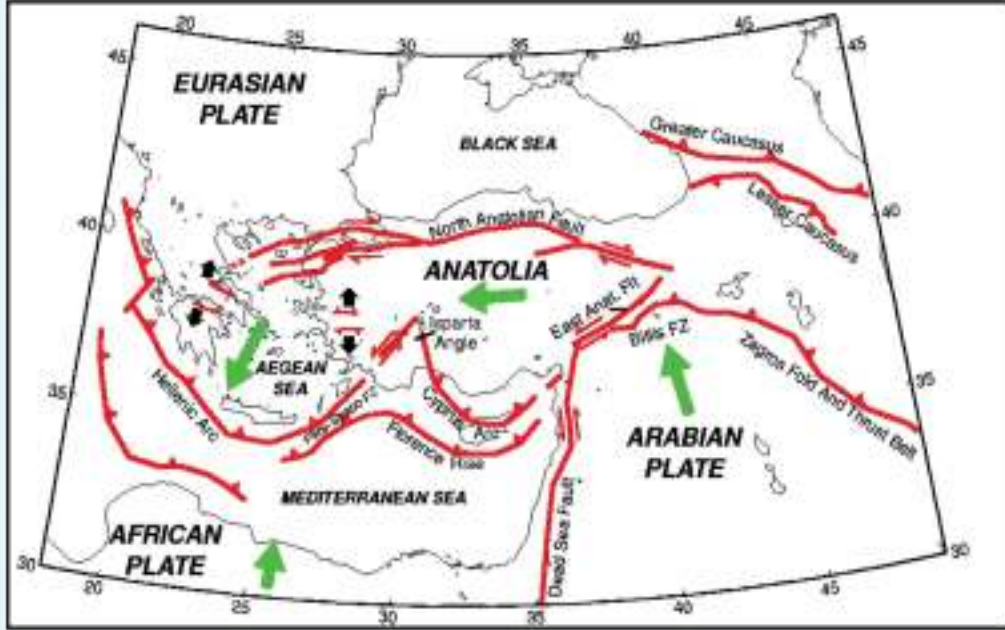 20
25
30
35
40
45
45
45
EURASIAN
PLATE
BLACK SEA
Greater Caucasus
Lesser Caucasus
40
40
North Anatolian Fault
ANATOLIA
Isparta
Angle
East Anat. Flt
Bitlis FZ
Zagros Fold And Thrust Belt
AEGEAN
SEA
35
35
Hellenic Arc
Cyprus Arc
Florence Rise
ARABIAN
PLATE
MEDITERRANEAN SEA
Dead Sea Fault
AFRICAN
PLATE
30
30
20
25
30
35
40
45